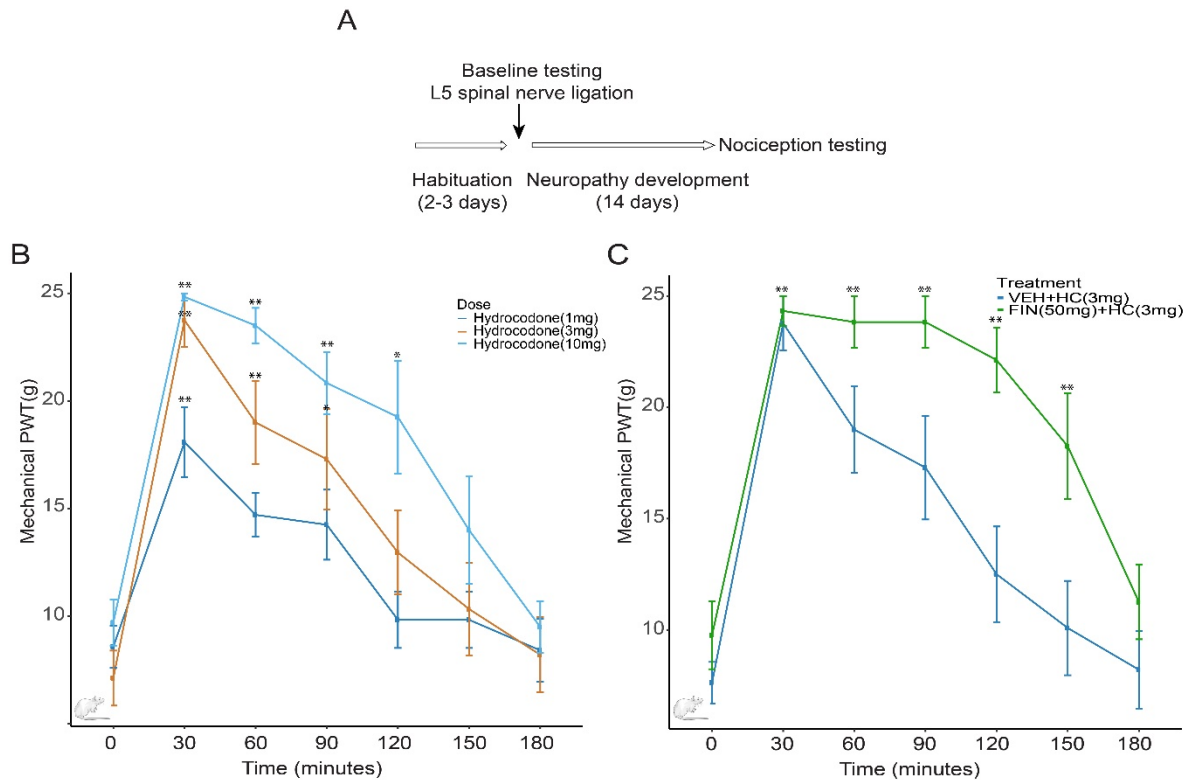 A
Baseline testing
L5 spinal nerve ligation
Nociception testing
Habituation
(2-3 days)
Neuropathy development
(14 days)
B
Mechanical PWT(g)
25
20
15
10
0 30 60 90 120 150 180
Time (minutes)
Dose
Hydrocodone(1mg)
Hydrocodone(3mg)
Hydrocodone(10mg)
**
**
**
**
**
**
*
*
C
Mechanical PWT(g)
25
20
15
10
0 30 60 90 120 150 180
Time (minutes)
Treatment
VEH+HC(3mg)
FIN(50mg)+HC(3mg)
**
**
**
**
**